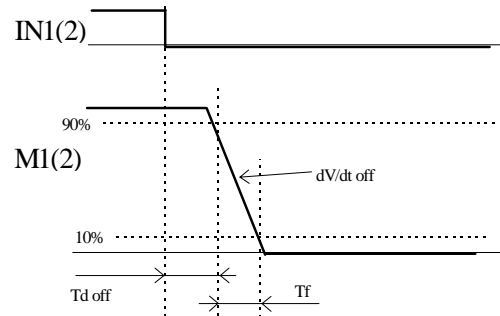 IN1(2)
90%
M1(2)
dV/dt off
10%
Td off
Tf